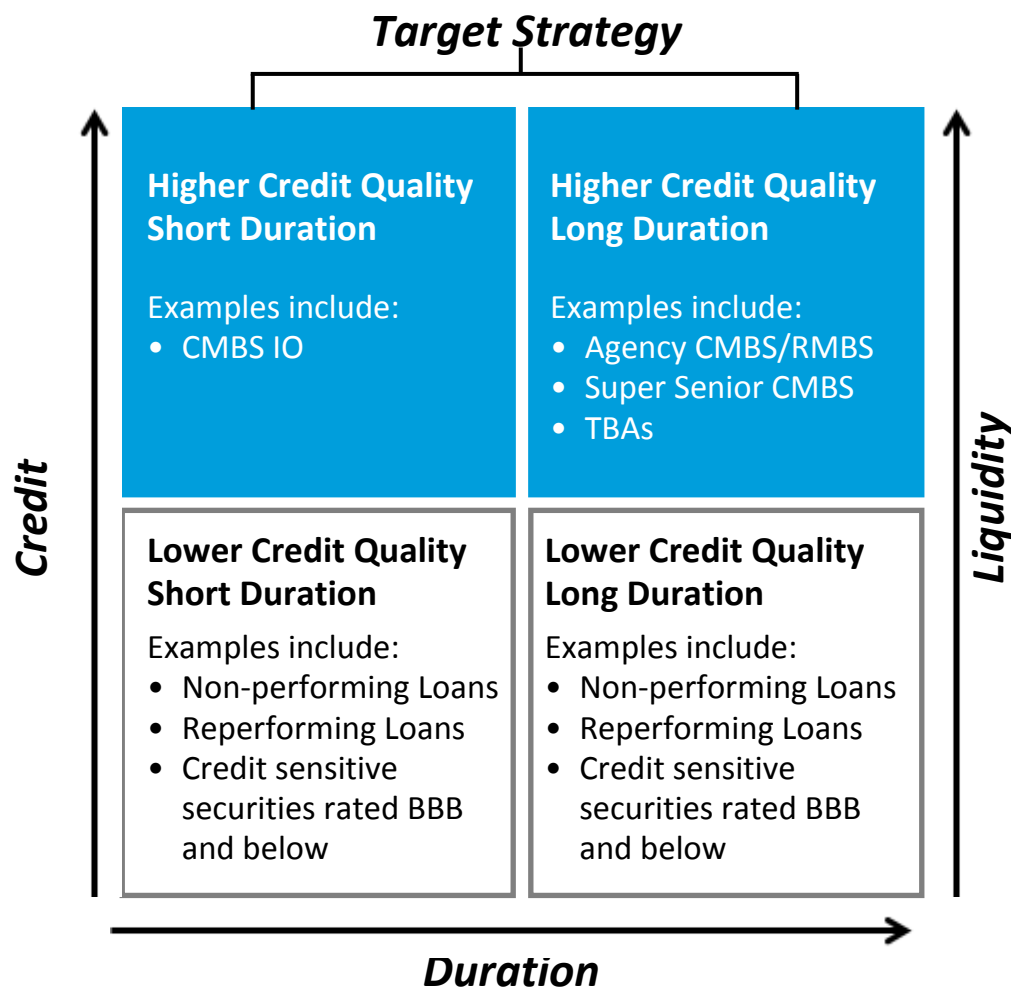 Target Strategy
Credit
Higher Credit Quality
Short Duration
Examples include:
• CMBS IO
Higher Credit Quality
Long Duration
Examples include:
• Agency CMBS/RMBS
• Super Senior CMBS
• TBAs
Liquidity
Lower Credit Quality
Short Duration
Examples include:
• Non-performing Loans
• Reperforming Loans
• Credit sensitive
securities rated BBB
and below
Lower Credit Quality
Long Duration
Examples include:
• Non-performing Loans
• Reperforming Loans
• Credit sensitive
securities rated BBB
and below
Duration